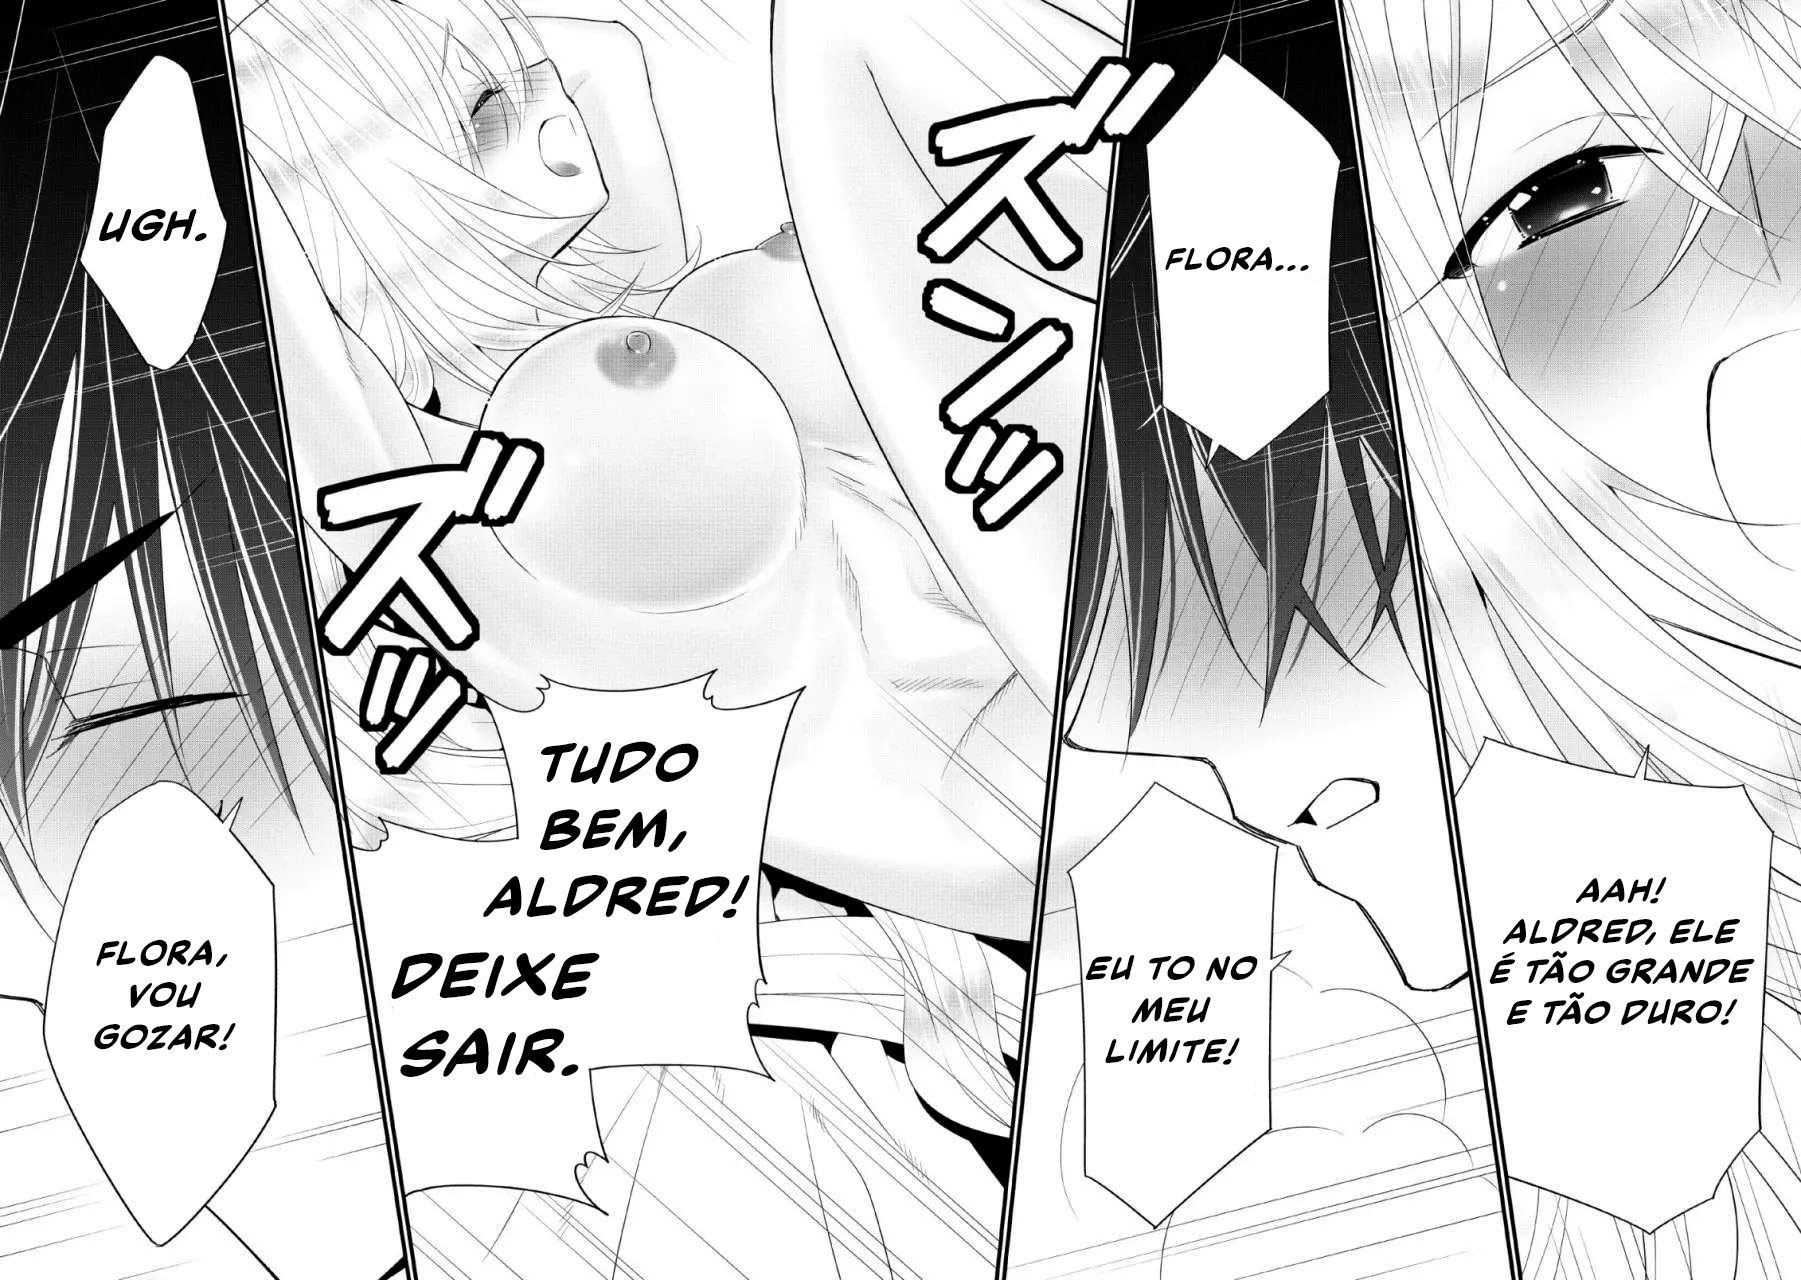 AAH!
ALDRED, ELE
É TÃO GRANDE
E TÃO DURO!
FLORA...
EU TO NO
MEU
LIMITE!
ズンッ
ズッ
TUDO
BEM,
ALDRED!
DEIXE
SAIR.
UGH.
FLORA,
VOU
GOZAR!